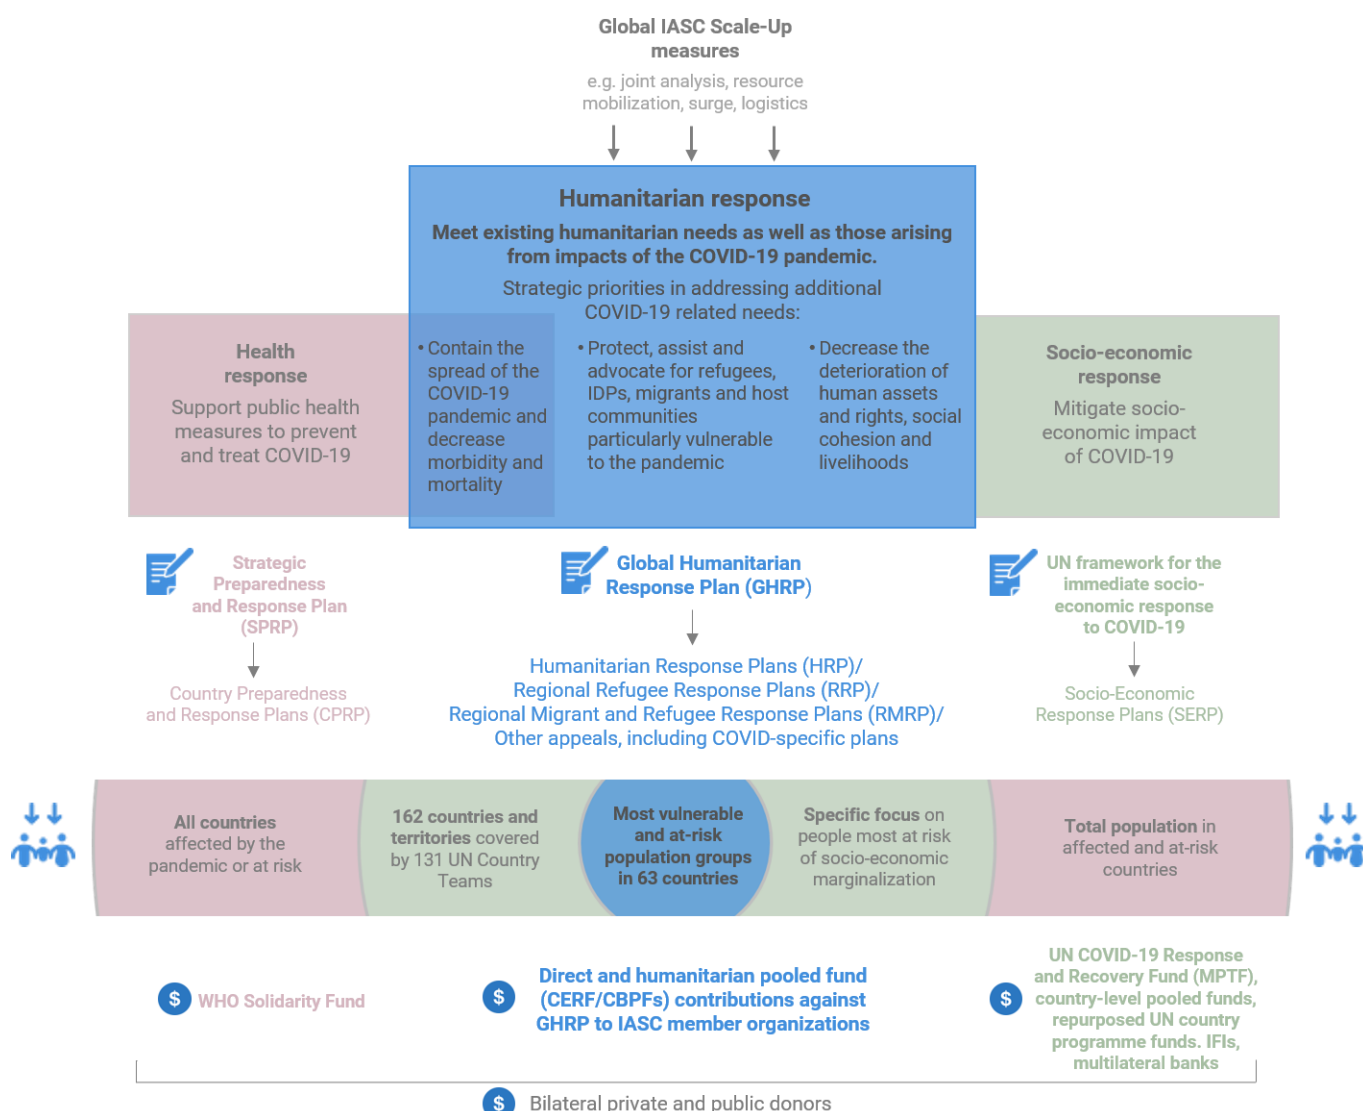 Global IASC Scale-Up
measures
e.g. joint analysis, resource
mobilization, surge, logistics
Humanitarian response
Meet existing humanitarian needs as well as those arising
from impacts of the COVID-19 pandemic.
Strategic priorities in addressing additional
COVID-19 related needs:
Health
response
Support public health
measures to prevent
and treat COVID-19
• Contain the
spread of the
COVID-19
pandemic and
decrease
morbidity and
mortality
• Protect, assist and
advocate for refugees,
IDPs, migrants and host
communities
particularly vulnerable
to the pandemic
• Decrease the
deterioration of
human assets
and rights, social
cohesion and
livelihoods
Socio-economic
response
Mitigate socio-
economic impact
of COVID-19
Strategic
Preparedness
and Response Plan
(SPRP)
Country Preparedness
and Response Plans (CPRP)
Global Humanitarian
Response Plan (GHRP)
Humanitarian Response Plans (HRP)/
Regional Refugee Response Plans (RRP)/
Regional Migrant and Refugee Response Plans (RMRP)/
Other appeals, including COVID-specific plans
UN framework for the
immediate socio-
economic response
to COVID-19
Socio-Economic
Response Plans (SERP)
All countries
affected by the
pandemic or at risk
162 countries and
territories covered
by 131 UN Country
Teams
Most vulnerable
and at-risk
population groups
in 63 countries
Specific focus on
people most at risk
of socio-economic
marginalization
Total population in
affected and at-risk
countries
$ WHO Solidarity Fund
$ Direct and humanitarian pooled fund
(CERF/CBPFs) contributions against
GHRP to IASC member organizations
$ UN COVID-19 Response
and Recovery Fund (MPTF),
country-level pooled funds,
repurposed UN country
programme funds. IFIs,
multilateral banks
$ Bilateral private and public donors